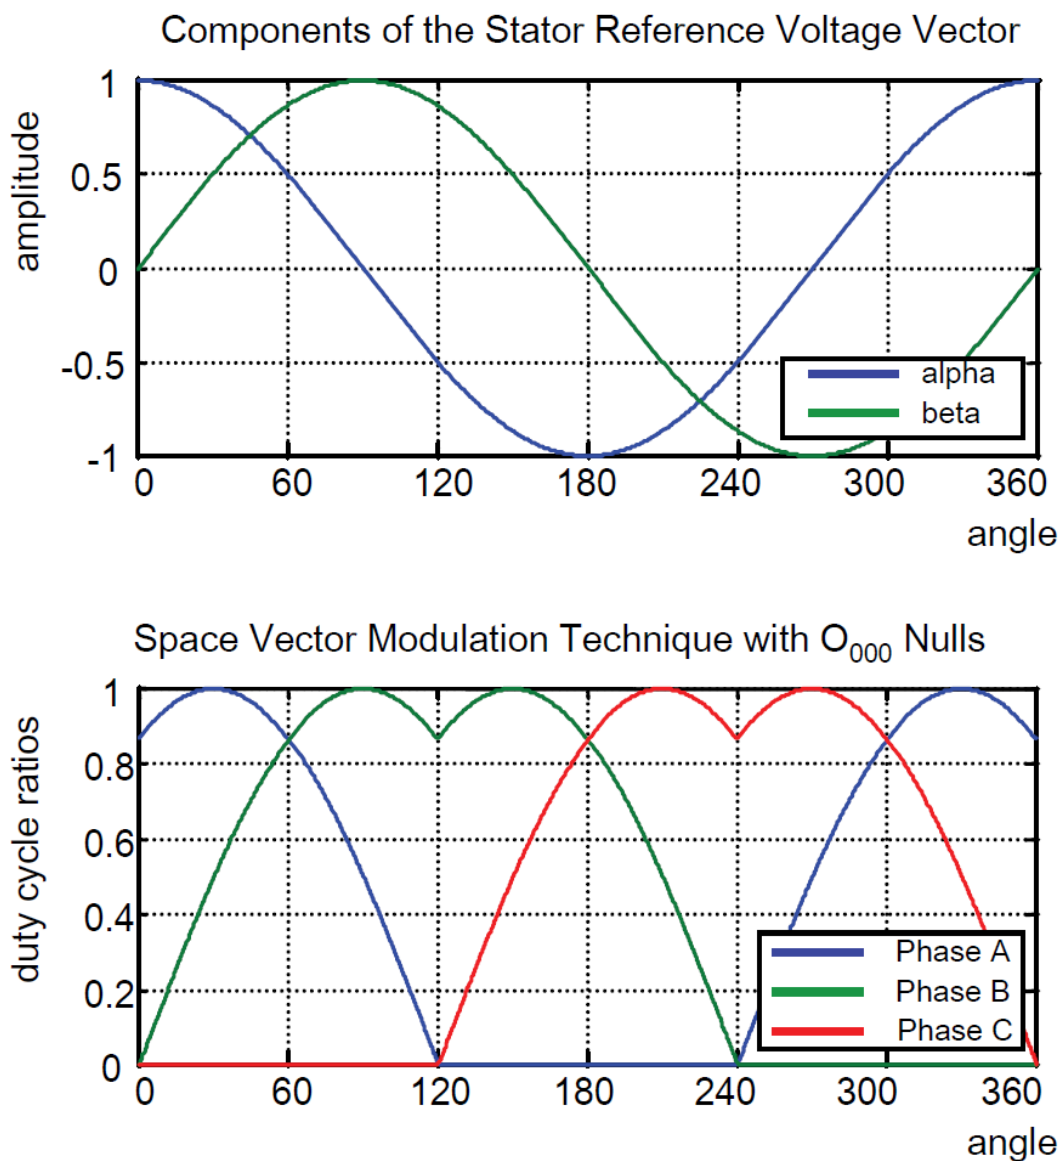 Components of the Stator Reference Voltage Vector
amplitude
1
0.5
0
-0.5
-1
alpha
beta
0 60 120 180 240 300 360
angle
Space Vector Modulation Technique with O000 Nulls
duty cycle ratios
1
0.8
0.6
0.4
0.2
0
Phase A
Phase B
Phase C
0 60 120 180 240 300 360
angle